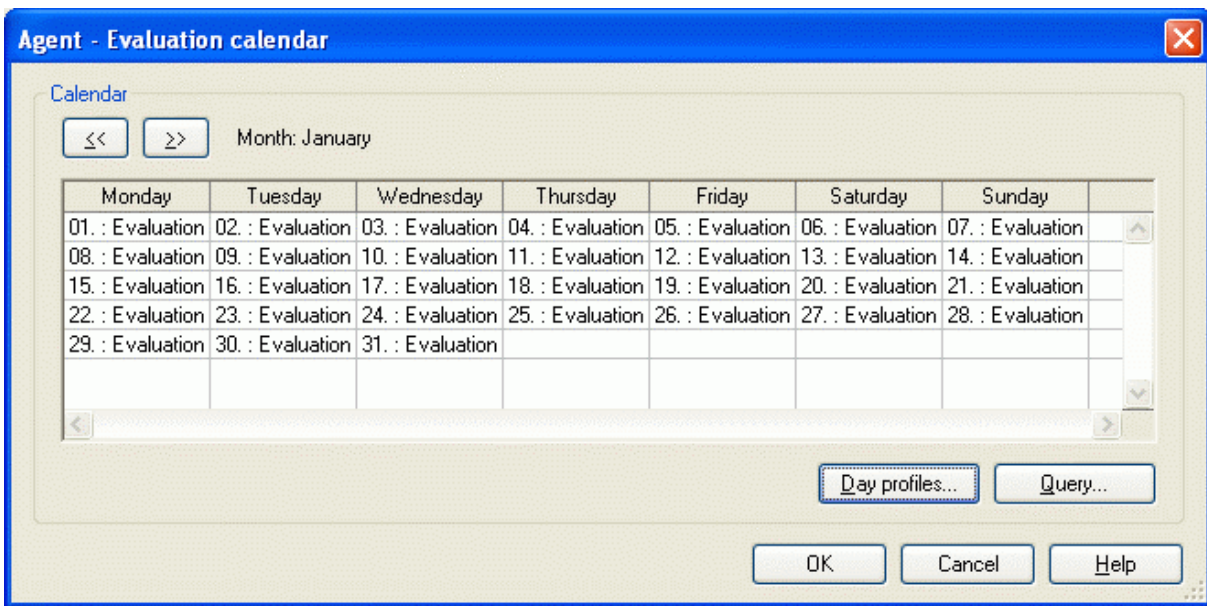 Agent - Evaluation calendar
Calendar
<< >> Month: January
Monday Tuesday Wednesday Thursday Friday Saturday Sunday
01. : Evaluation 02. : Evaluation 03. : Evaluation 04. : Evaluation 05. : Evaluation 06. : Evaluation 07. : Evaluation
08. : Evaluation 09. : Evaluation 10. : Evaluation 11. : Evaluation 12. : Evaluation 13. : Evaluation 14. : Evaluation
15. : Evaluation 16. : Evaluation 17. : Evaluation 18. : Evaluation 19. : Evaluation 20. : Evaluation 21. : Evaluation
22. : Evaluation 23. : Evaluation 24. : Evaluation 25. : Evaluation 26. : Evaluation 27. : Evaluation 28. : Evaluation
29. : Evaluation 30. : Evaluation 31. : Evaluation
Day profiles... Query...
OK Cancel Help